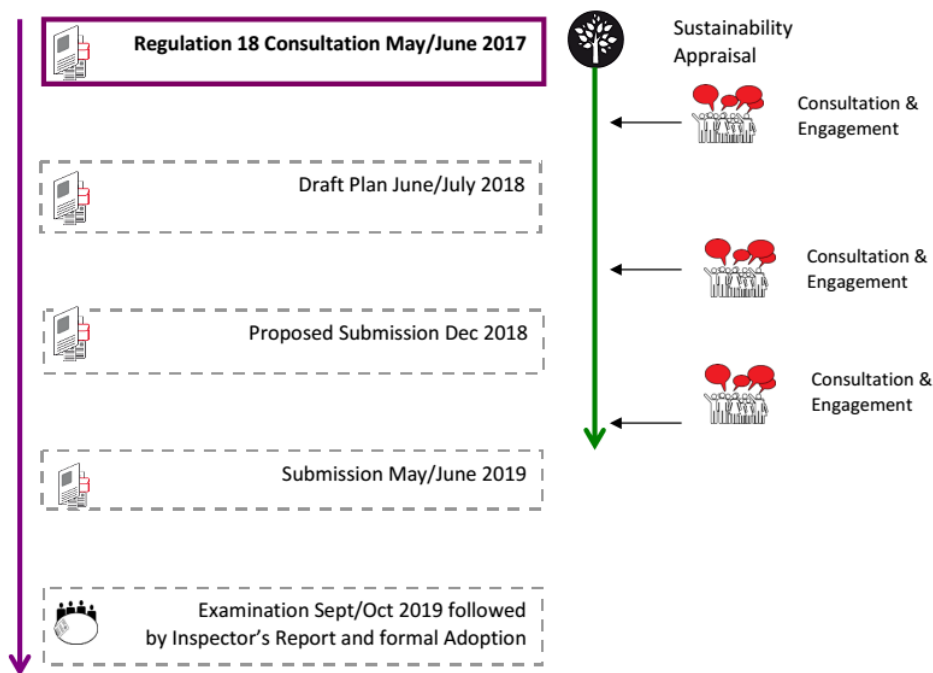 Regulation 18 Consultation May/June 2017
Sustainability
Appraisal
Consultation &
Engagement
Draft Plan June/July 2018
Consultation &
Engagement
Proposed Submission Dec 2018
Consultation &
Engagement
Submission May/June 2019
Examination Sept/Oct 2019 followed
by Inspector’s Report and formal Adoption